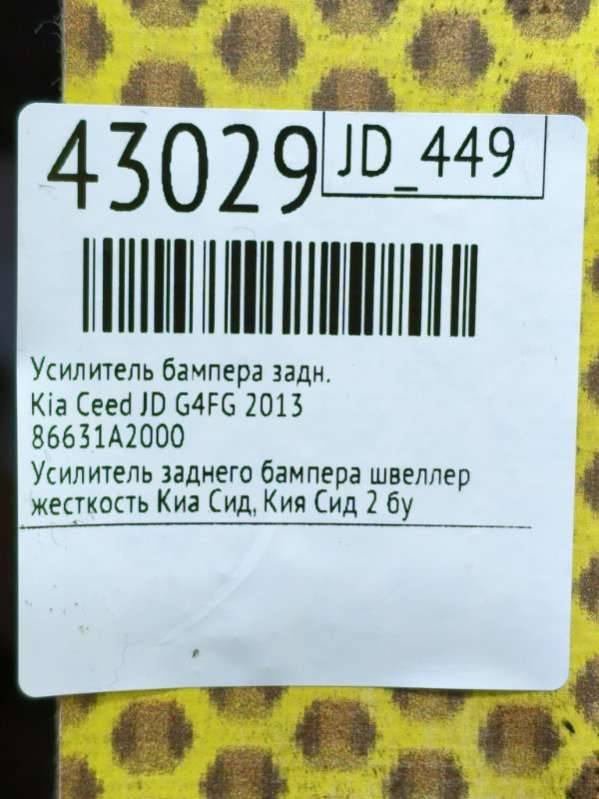 43029
JD_449
Усилитель бампера задн.
Kia Ceed JD G4FG 2013
86631A2000
Усилитель заднего бампера швеллер
жесткость Киа Сид, Кия Сид 2 бу